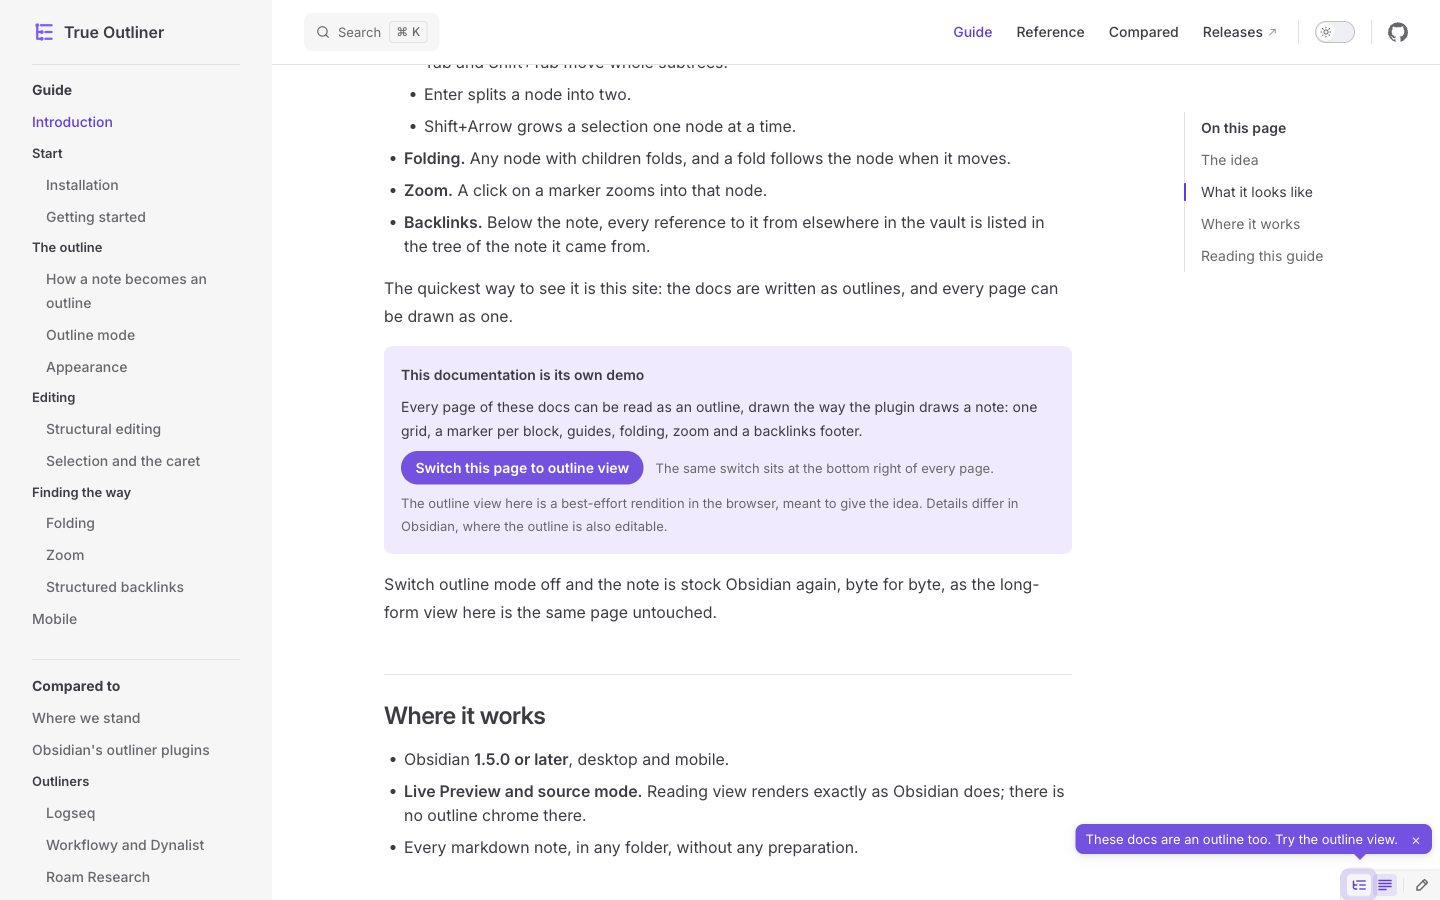 True Outliner
Search ⌘ K
Guide
Reference
Compared
Releases ↗
Guide
Introduction
Start
Installation
Getting started
The outline
How a note becomes an
outline
Outline mode
Appearance
Editing
Structural editing
Selection and the caret
Finding the way
Folding
Zoom
Structured backlinks
Mobile
Compared to
Where we stand
Obsidian's outliner plugins
Outliners
Logseq
Workflowy and Dynalist
Roam Research
Tab and Shift+Tab move whole subtrees.
• Enter splits a node into two.
• Shift+Arrow grows a selection one node at a time.
• Folding. Any node with children folds, and a fold follows the node when it moves.
• Zoom. A click on a marker zooms into that node.
• Backlinks. Below the note, every reference to it from elsewhere in the vault is listed in
the tree of the note it came from.
The quickest way to see it is this site: the docs are written as outlines, and every page can
be drawn as one.
This documentation is its own demo
Every page of these docs can be read as an outline, drawn the way the plugin draws a note: one
grid, a marker per block, guides, folding, zoom and a backlinks footer.
Switch this page to outline view The same switch sits at the bottom right of every page.
The outline view here is a best-effort rendition in the browser, meant to give the idea. Details differ in
Obsidian, where the outline is also editable.
Switch outline mode off and the note is stock Obsidian again, byte for byte, as the long-
form view here is the same page untouched.
Where it works
• Obsidian 1.5.0 or later, desktop and mobile.
• Live Preview and source mode. Reading view renders exactly as Obsidian does; there is
no outline chrome there.
• Every markdown note, in any folder, without any preparation.
On this page
The idea
What it looks like
Where it works
Reading this guide
These docs are an outline too. Try the outline view. ×